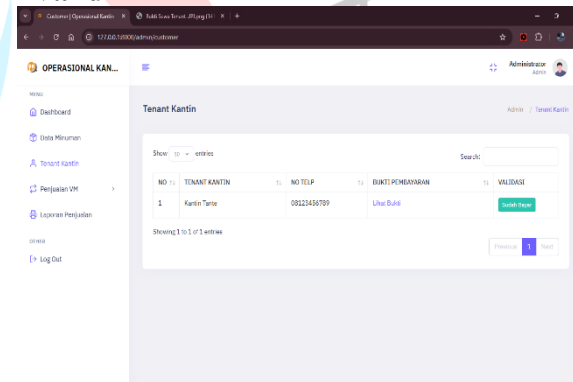 Customer | Operasional Kantin
Bukti Sewa Tenant
127.0.0.1:8000/admin/customer
OPERASIONAL KAN...
Administrator
Admin
MENU
Dashboard
Data Minuman
Tenant Kantin
Penjualan VM
Laporan Penjualan
Log Out
Tenant Kantin
Admin / Tenant Kantin
Show 10 entries
Search:
NO TENANT KANTIN NO TELP BUKTI PEMBAYARAN VALIDASI
1 Kantin Tante 08123456789 Lihat Bukti Sudah Bayar
Showing 1 to 1 of 1 entries
Previous 1 Next